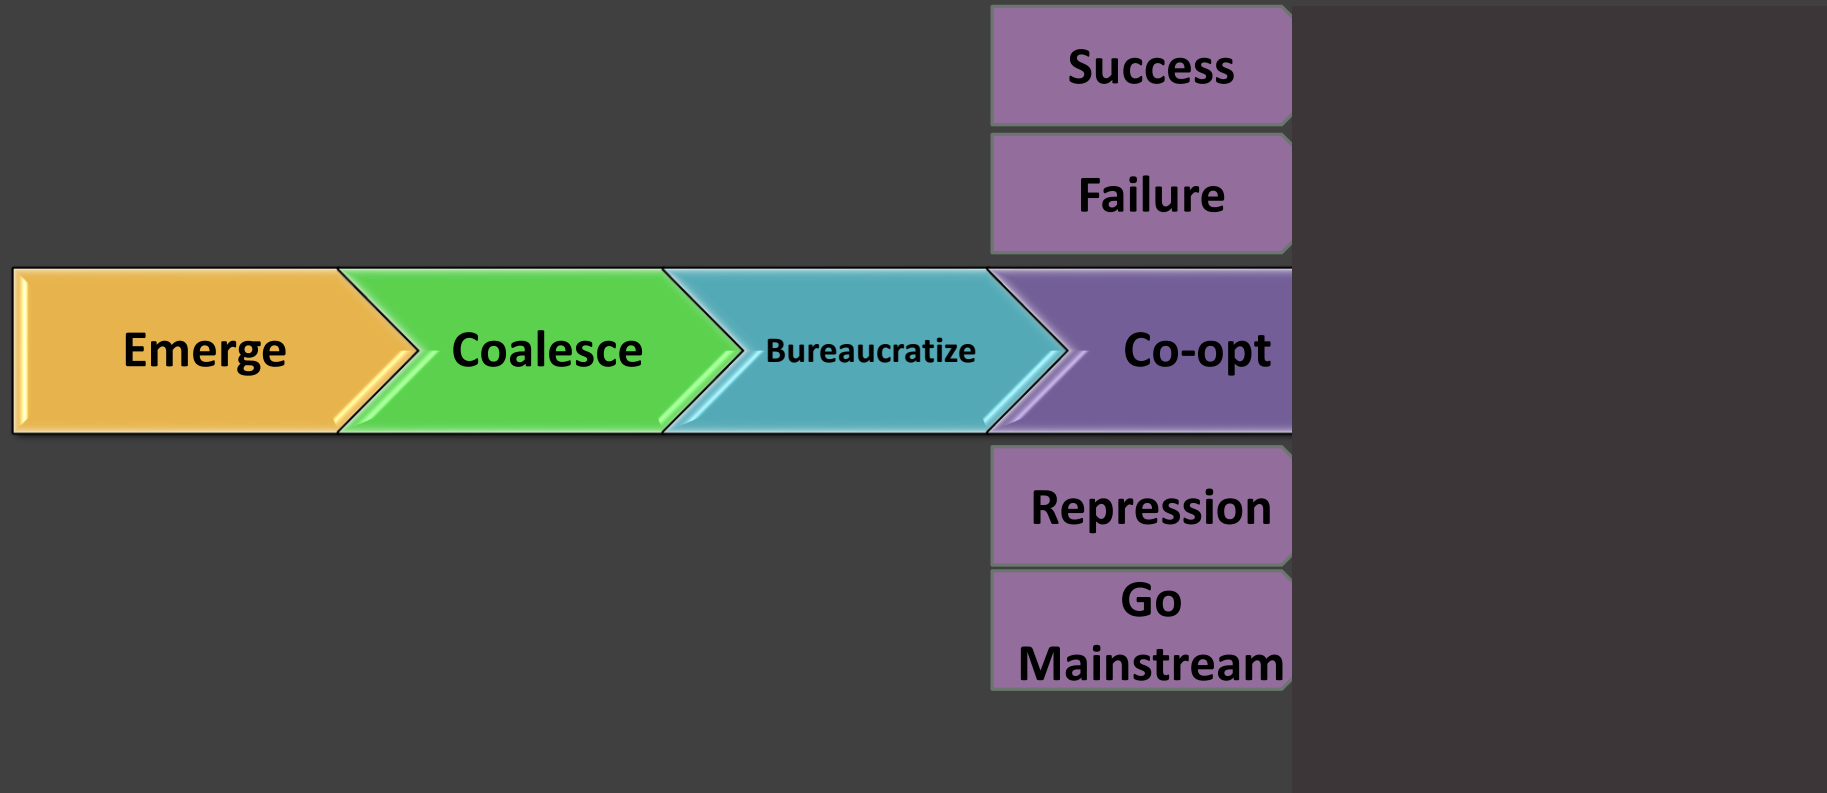 Success
Failure
Emerge
Coalesce
Bureaucratize
Co-opt
Repression
Go
Mainstream